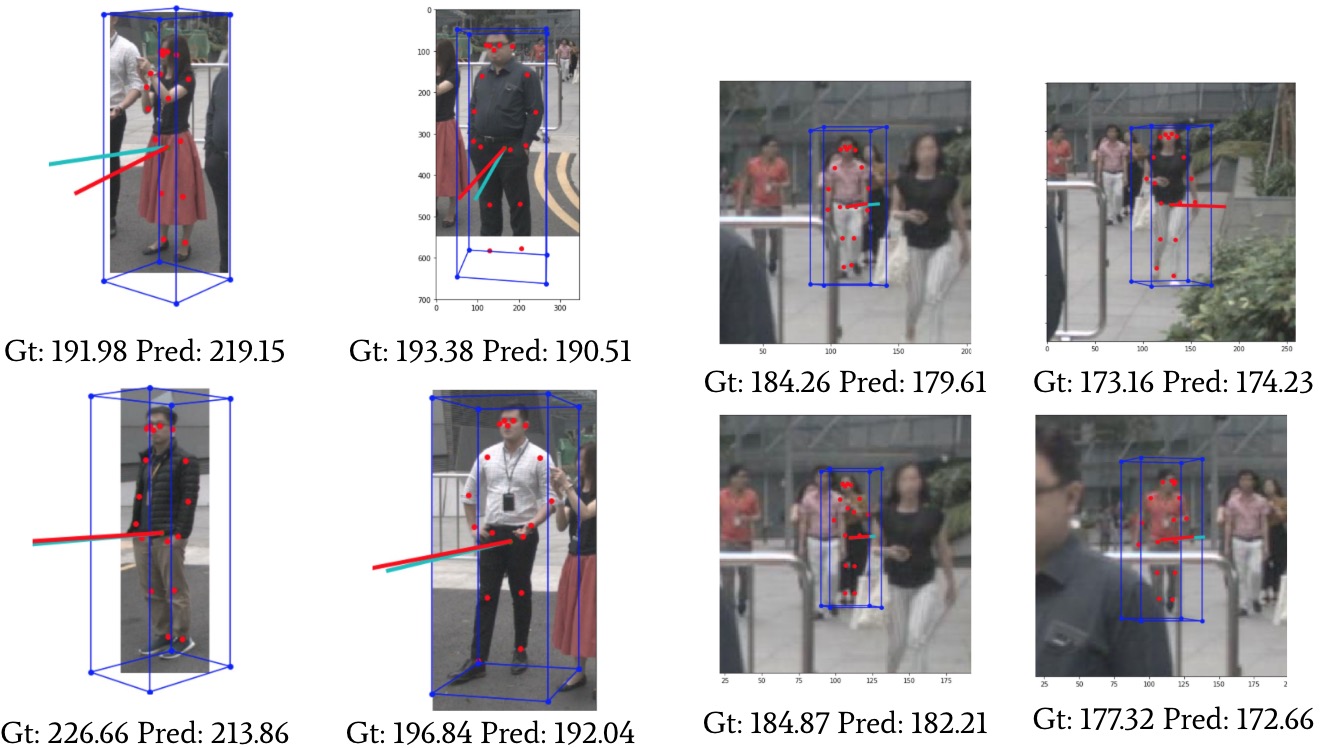 0
100
200
300
400
500
600
700
0 100 200 300
Gt: 191.98 Pred: 219.15
Gt: 193.38 Pred: 190.51
50 100 150 200
0 50 100 150 200 250
Gt: 184.26 Pred: 179.61
Gt: 173.16 Pred: 174.23
Gt: 226.66 Pred: 213.86
Gt: 196.84 Pred: 192.04
25 50 75 100 125 150 175
25 50 75 100 125 150 175
Gt: 184.87 Pred: 182.21
Gt: 177.32 Pred: 172.66